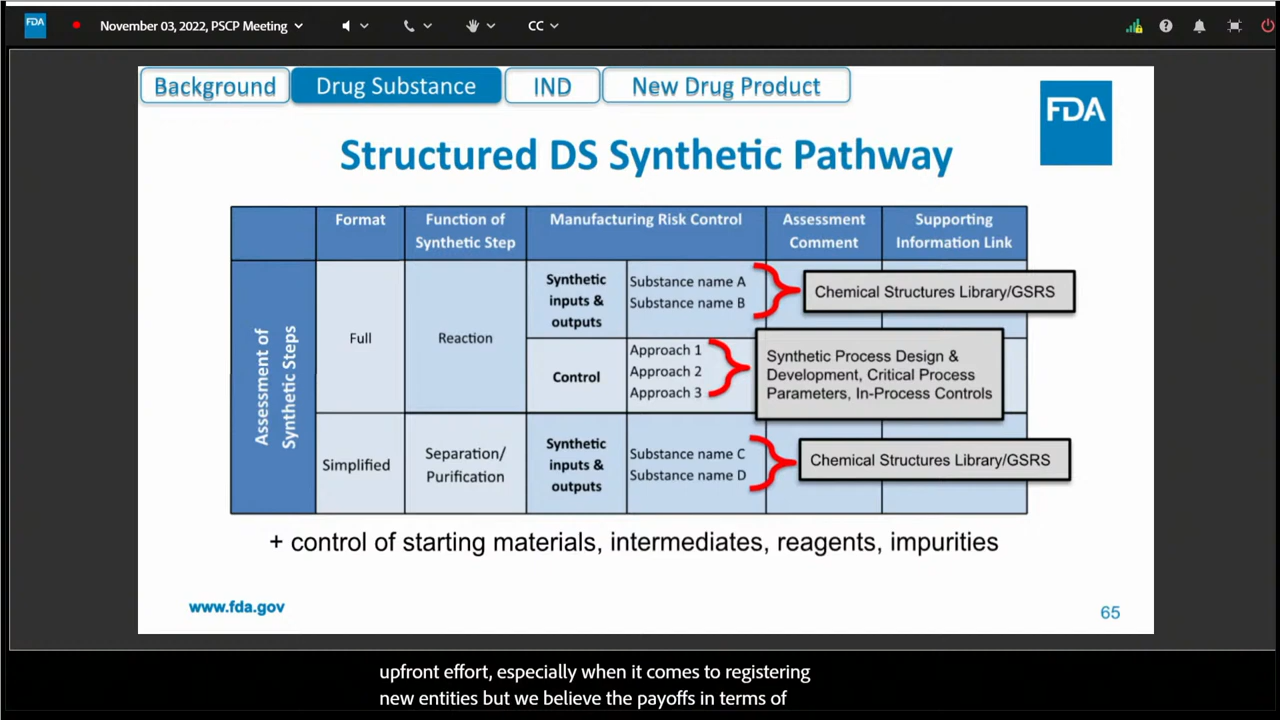 FDA
November 03, 2022, PSCP Meeting
CC
Background
Drug Substance
IND
New Drug Product
FDA
Structured DS Synthetic Pathway
Format
Function of
Synthetic Step
Manufacturing Risk Control
Assessment
Comment
Supporting
Information Link
Assessment of
Synthetic Steps
Full
Reaction
Synthetic
inputs &
outputs
Substance name A
Substance name B
Chemical Structures Library/GSRS
Control
Approach 1
Approach 2
Approach 3
Synthetic Process Design &
Development, Critical Process
Parameters, In-Process Controls
Simplified
Separation/
Purification
Synthetic
inputs &
outputs
Substance name C
Substance name D
Chemical Structures Library/GSRS
+ control of starting materials, intermediates, reagents, impurities
www.fda.gov
65
upfront effort, especially when it comes to registering
new entities but we believe the payoffs in terms of